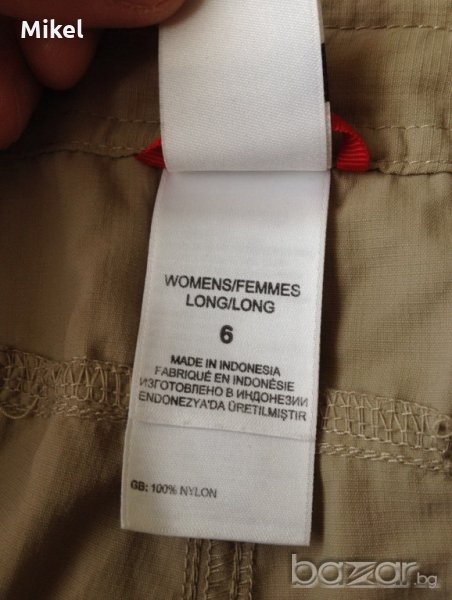 Mikel
WOMENS/FEMMES
LONG/LONG
6
MADE IN INDONESIA
FABRIQUÉ EN INDONÉSIE
ИЗГОТОВЛЕНО В ИНДОНЕЗИИ
ENDONEZYA'DA ÜRETILMIŞTIR
GB: 100% NYLON
bazar.bg